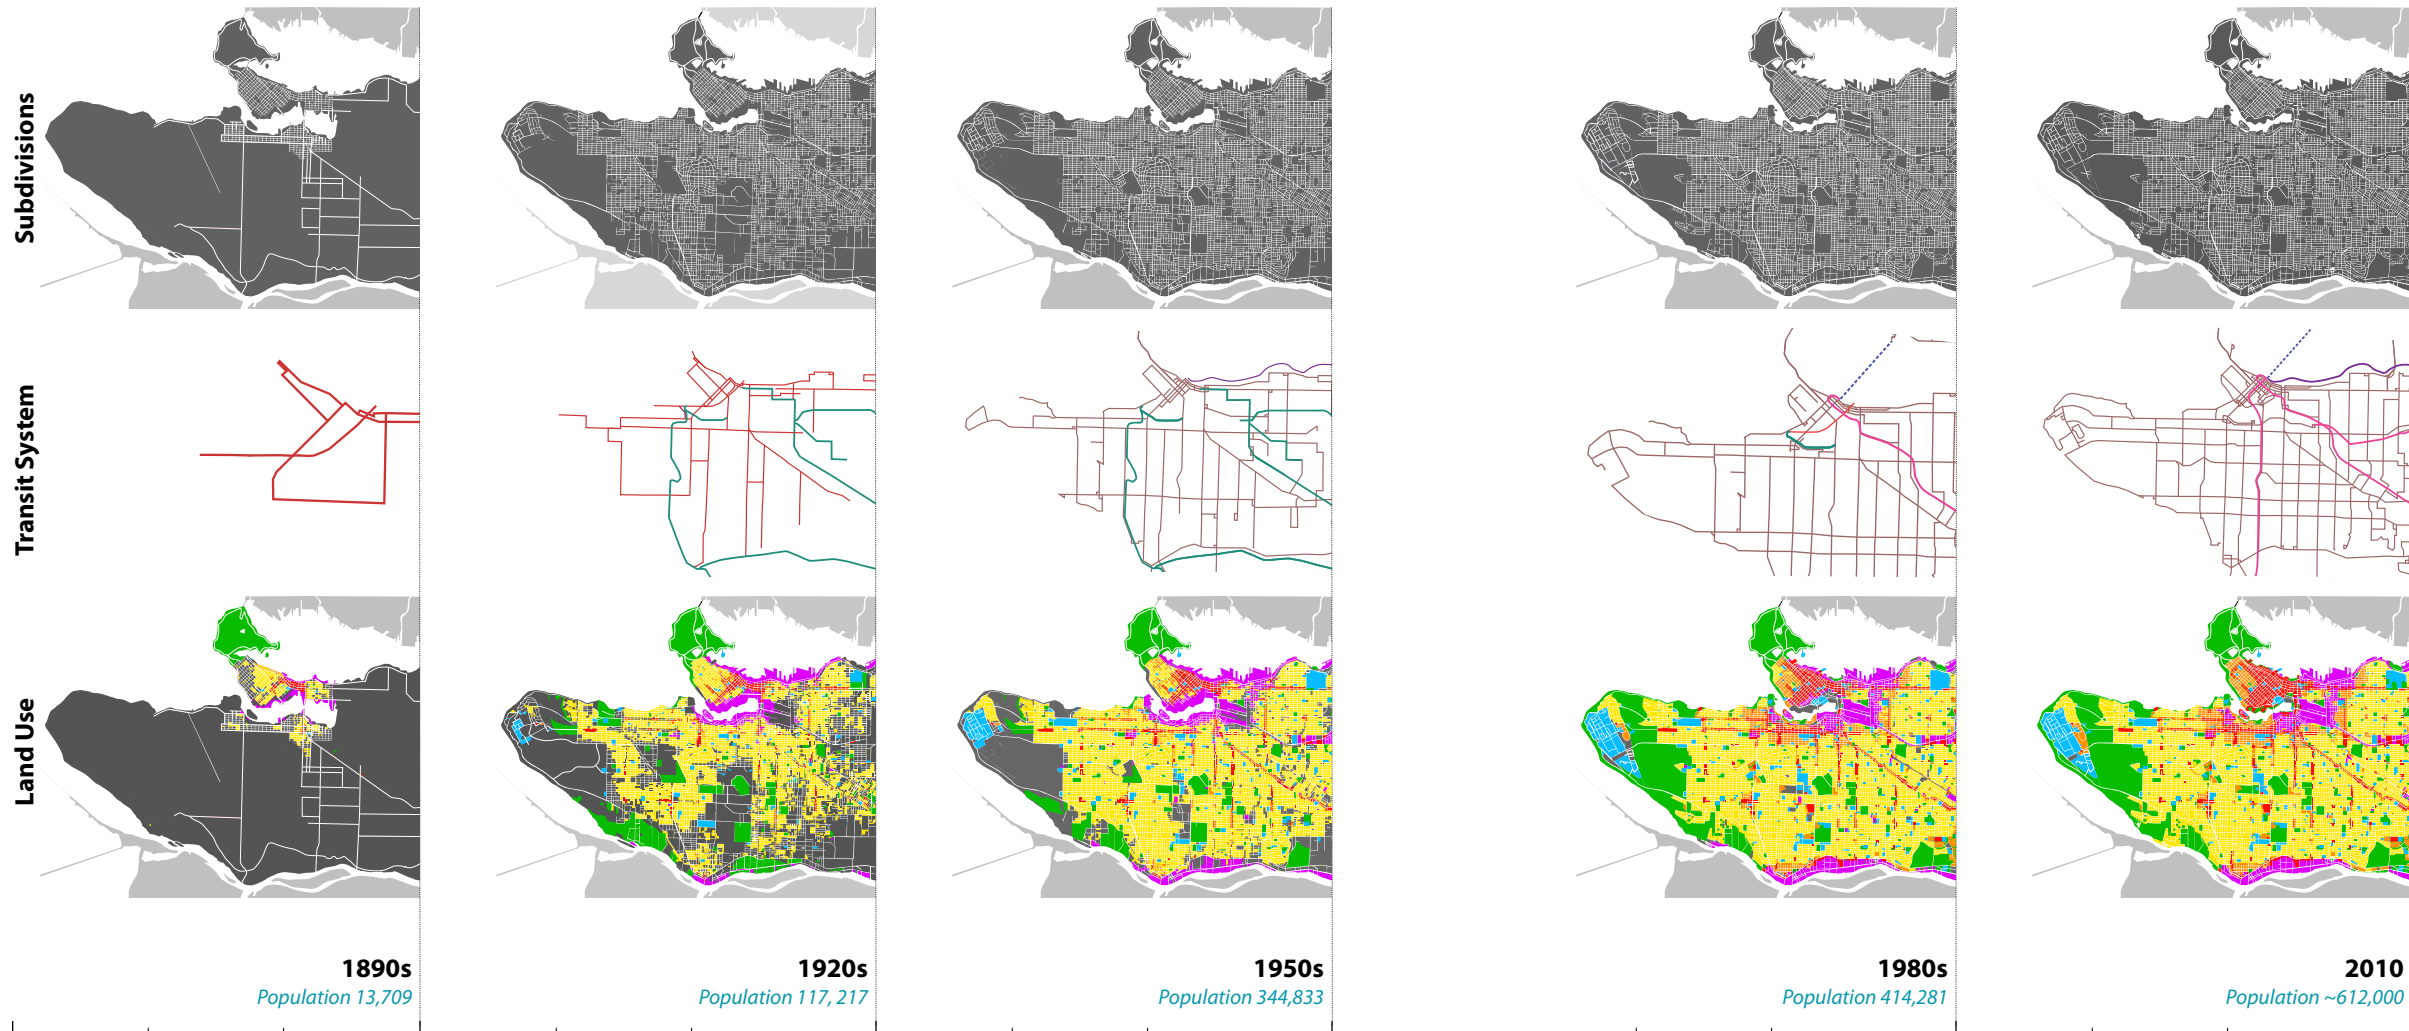 Subdivisions
Transit System
Land Use
1890s
Population 13,709
1920s
Population 117, 217
1950s
Population 344,833
1980s
Population 414,281
2010
Population ~612,000